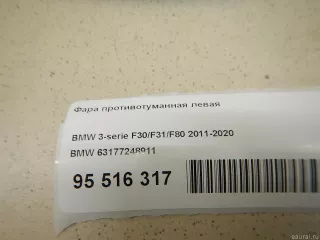 Фара противотуманная левая
BMW 3-serie F30/F31/F80 2011-2020
BMW 63177248911
95 516 317